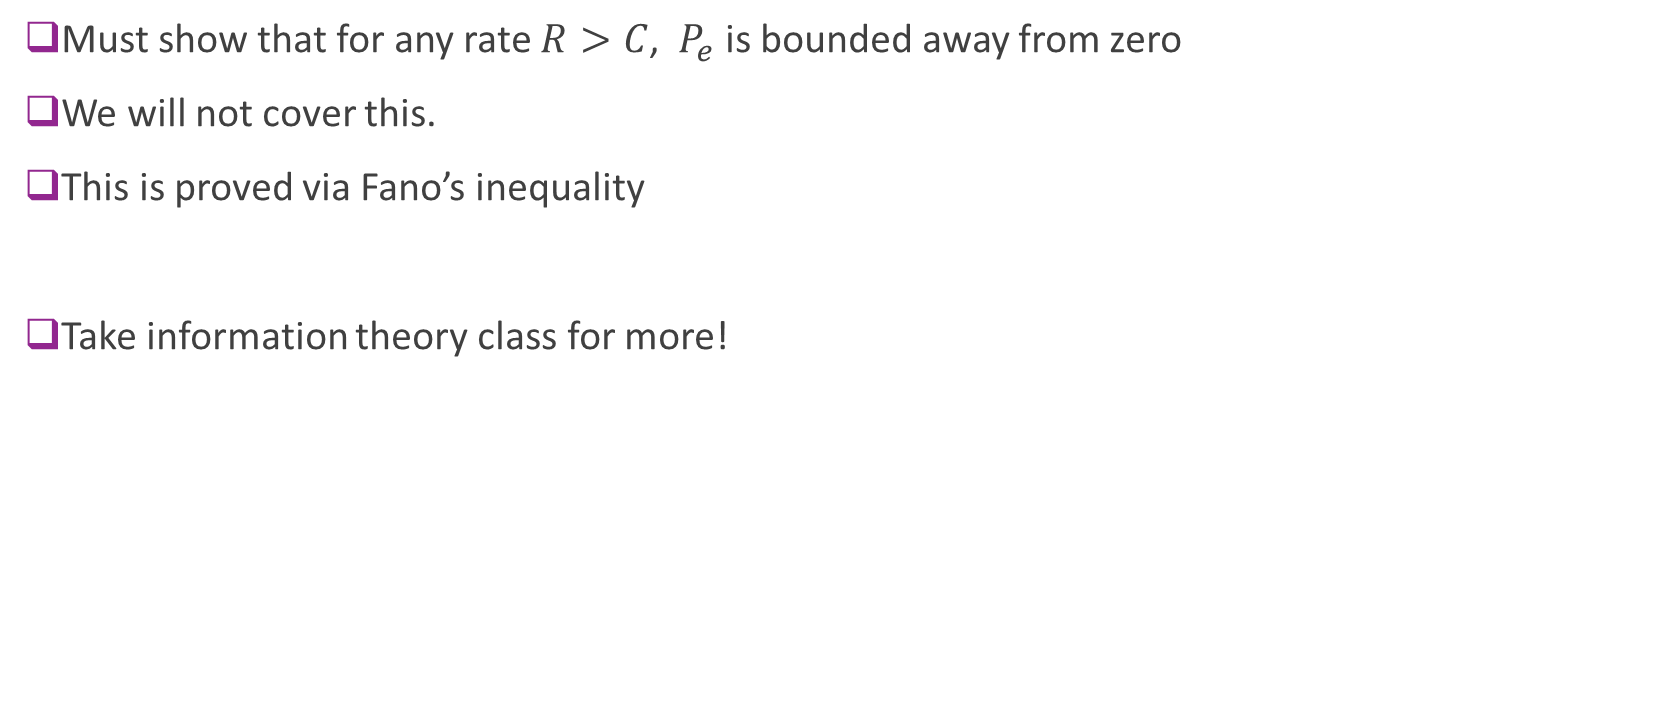 ❑Must show that for any rate 𝑅 > 𝐶, 𝑃ₑ is bounded away from zero
❑We will not cover this.
❑This is proved via Fano’s inequality
❑Take information theory class for more!